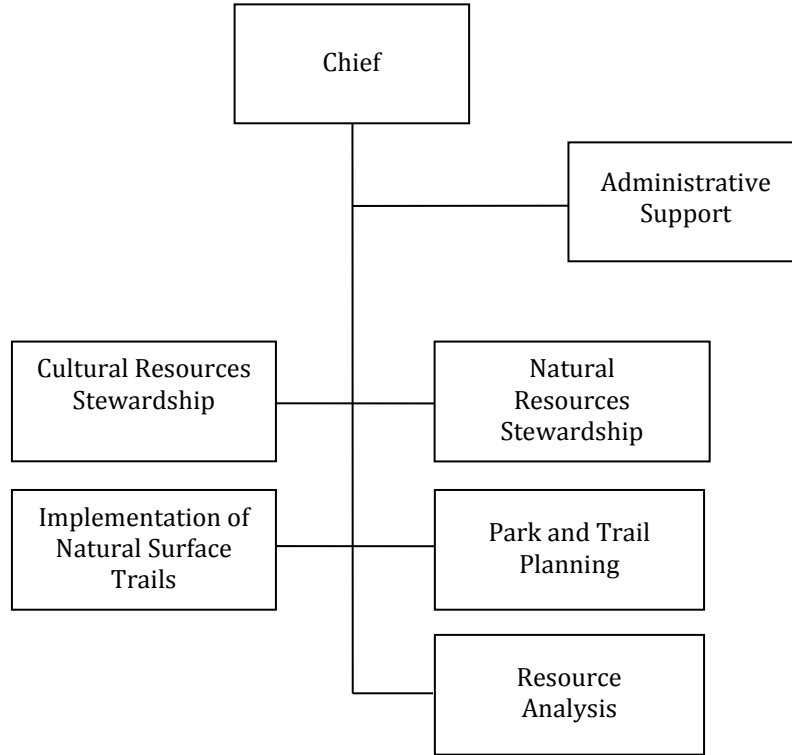 Chief
Administrative
Support
Cultural Resources
Stewardship
Natural
Resources
Stewardship
Implementation of
Natural Surface
Trails
Park and Trail
Planning
Resource
Analysis